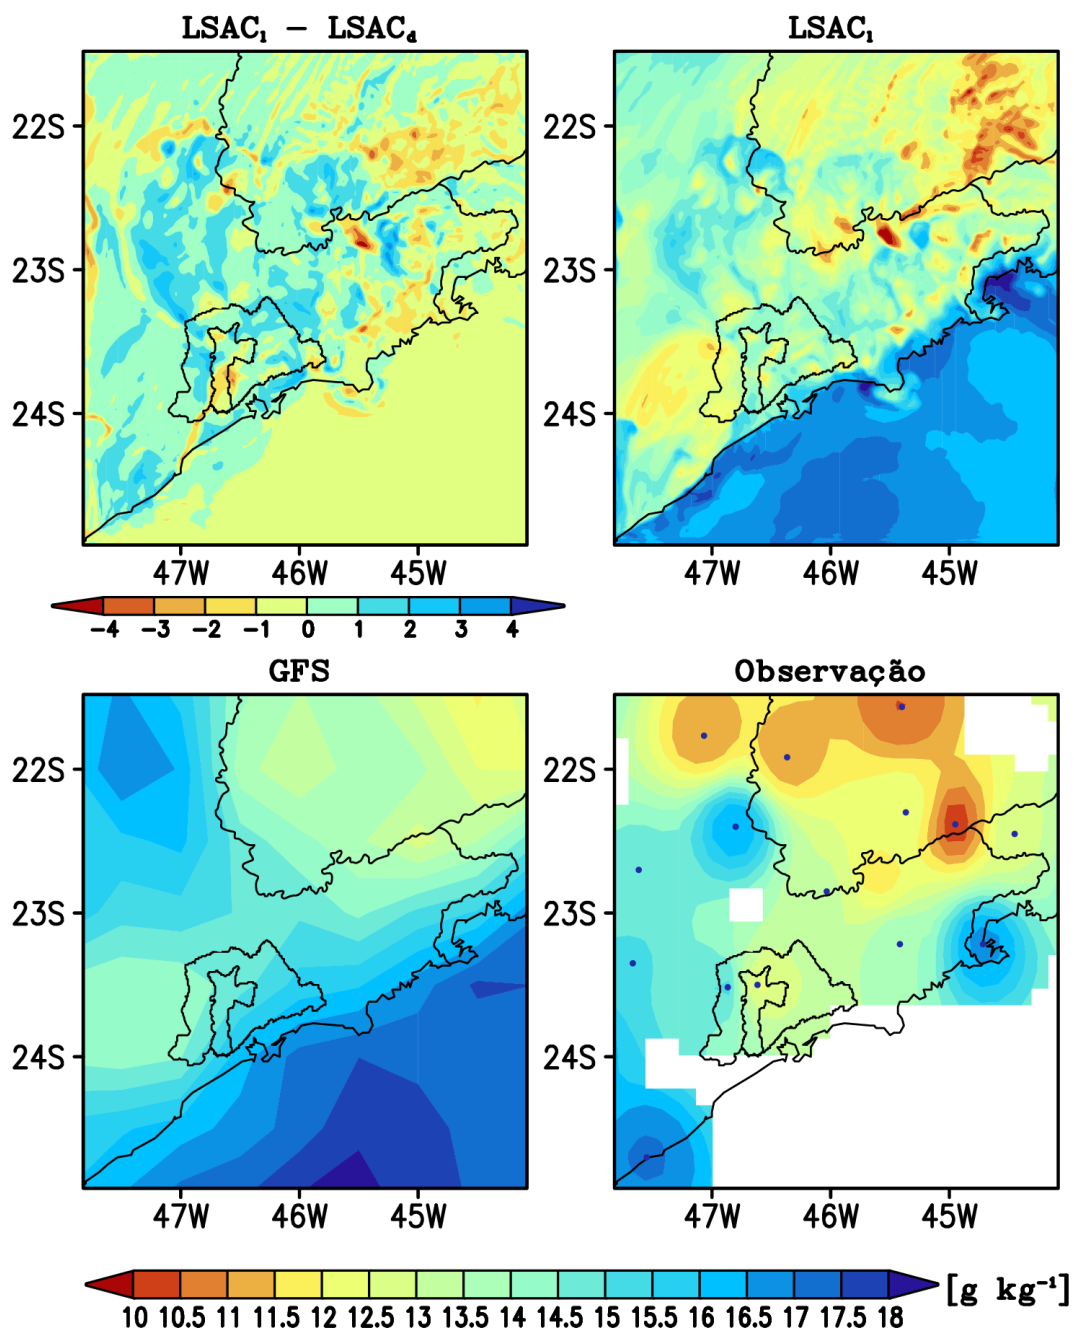 LSACₗ − LSAC_d LSACₗ
22S 22S
23S 23S
24S 24S
47W 46W 45W 47W 46W 45W
-4 -3 -2 -1 0 1 2 3 4
GFS Observação
22S 22S
23S 23S
24S 24S
47W 46W 45W 47W 46W 45W
[g kg⁻¹]
10 10.5 11 11.5 12 12.5 13 13.5 14 14.5 15 15.5 16 16.5 17 17.5 18